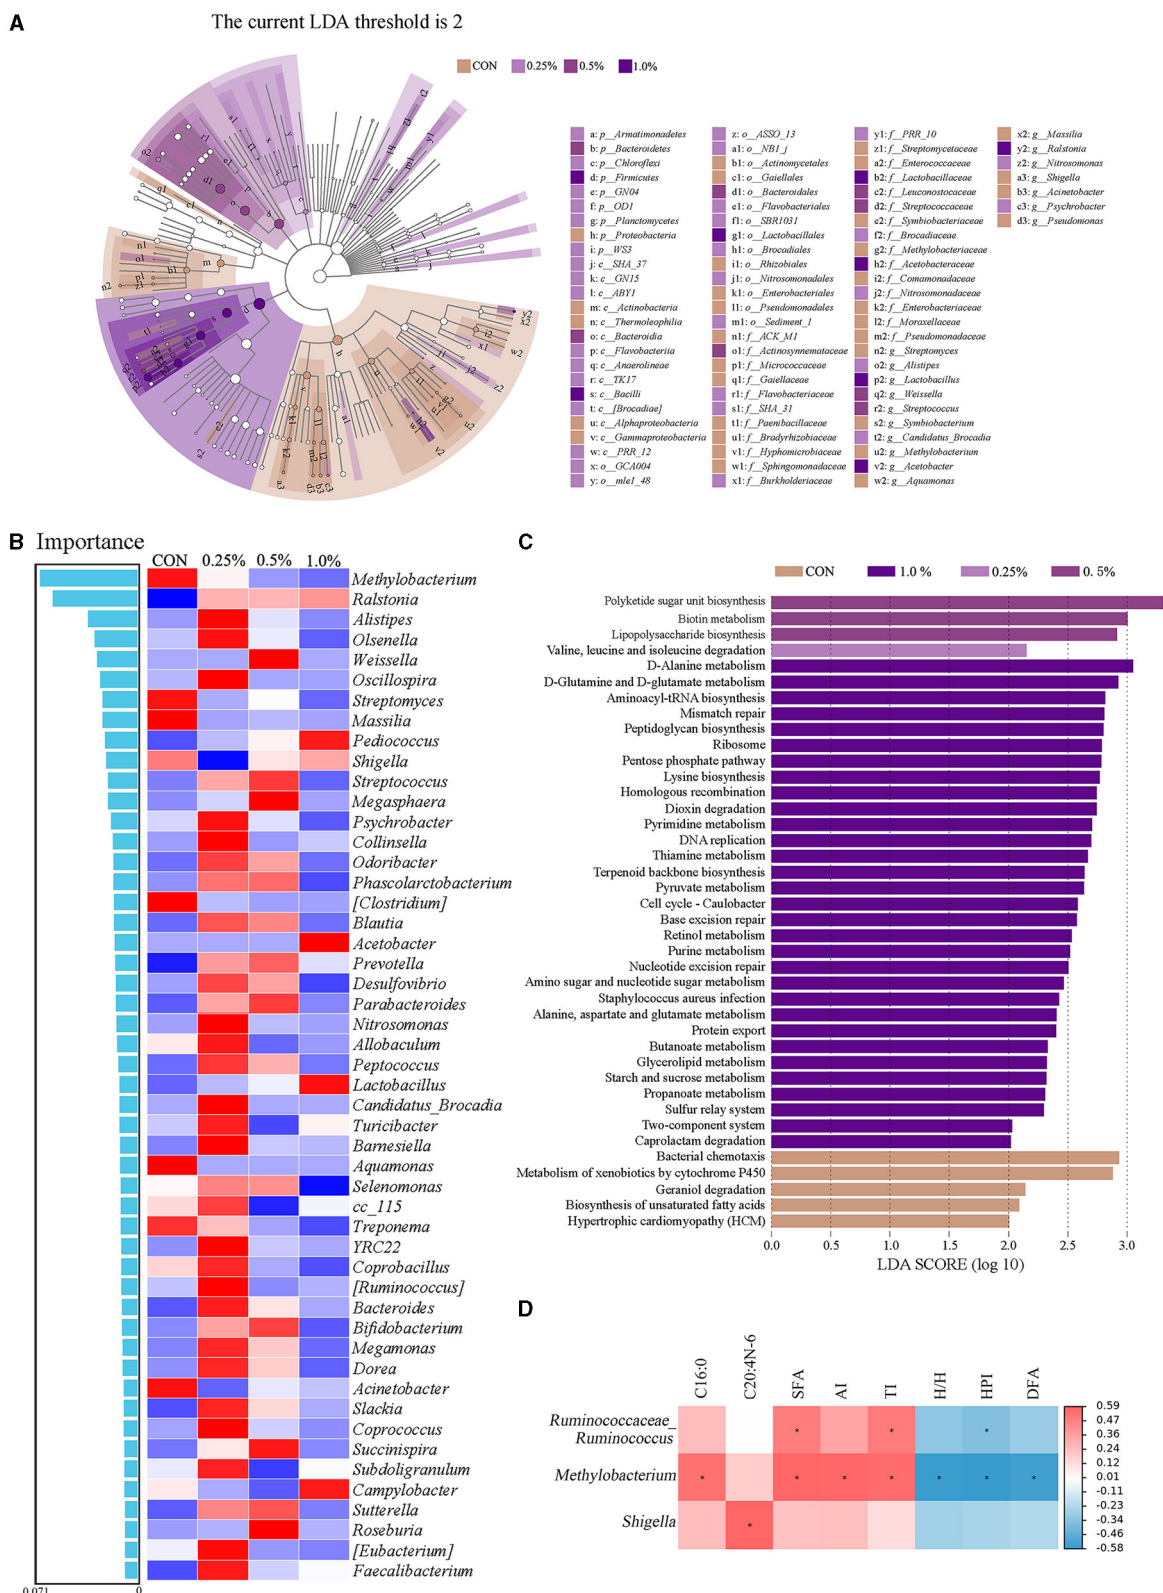 A
The current LDA threshold is 2
CON 0.25% 0.5% 1.0%
a: p__Armatimonadetes
b: p__Bacteroidetes
c: p__Chloroflexi
d: p__Firmicutes
e: p__GN04
f: p__OD1
g: p__Planctomycetes
h: p__Proteobacteria
i: p__WS3
j: c__SHA_37
k: c__GN15
l: c__ABY1
m: c__Actinobacteria
n: c__Thermoleophilia
o: c__Bacteroidia
p: c__Flavobacteriia
q: c__Anaerolineae
r: c__TK17
s: c__Bacilli
t: c__[Brocadiae]
u: c__Alphaproteobacteria
v: c__Gammaproteobacteria
w: c__PRR_12
x: o__GCA004
y: o__mle1_48
z: o__ASSO_13
a1: o__NB1_j
b1: o__Actinomycetales
c1: o__Gaiellales
d1: o__Bacteroidales
e1: o__Flavobacteriales
f1: o__SBR1031
g1: o__Lactobacillales
h1: o__Brocadiales
i1: o__Rhizobiales
j1: o__Nitrosomonadales
k1: o__Enterobacteriales
l1: o__Pseudomonadales
m1: o__Sediment_1
n1: f__ACK_M1
o1: f__Actinosynnemataceae
p1: f__Micrococcaceae
q1: f__Gaiellaceae
r1: f__Flavobacteriaceae
s1: f__SHA_31
t1: f__Paenibacillaceae
u1: f__Bradyrhizobiaceae
v1: f__Hyphomicrobiaceae
w1: f__Sphingomonadaceae
x1: f__Burkholderiaceae
y1: f__PRR_10
z1: f__Streptomycetaceae
a2: f__Enterococcaceae
b2: f__Lactobacillaceae
c2: f__Leuconostocaceae
d2: f__Streptococcaceae
e2: f__Symbiobacteriaceae
f2: f__Brocadiaceae
g2: f__Methylobacteriaceae
h2: f__Acetobacteraceae
i2: f__Comamonadaceae
j2: f__Nitrosomonadaceae
k2: f__Enterobacteriaceae
l2: f__Moraxellaceae
m2: f__Pseudomonadaceae
n2: g__Streptomyces
o2: g__Alistipes
p2: g__Lactobacillus
q2: g__Weissella
r2: g__Streptococcus
s2: g__Symbiobacterium
t2: g__Candidatus_Brocadia
u2: g__Methylobacterium
v2: g__Acetobacter
w2: g__Aquamonas
x2: g__Massilia
y2: g__Ralstonia
z2: g__Nitrosomonas
a3: g__Shigella
b3: g__Acinetobacter
c3: g__Psychrobacter
d3: g__Pseudomonas
B
Importance
CON 0.25% 0.5% 1.0%
Methylobacterium
Ralstonia
Alistipes
Olsenella
Weissella
Oscillospira
Streptomyces
Massilia
Pediococcus
Shigella
Streptococcus
Megasphaera
Psychrobacter
Collinsella
Odoribacter
Phascolarctobacterium
[Clostridium]
Blautia
Acetobacter
Prevotella
Desulfovibrio
Parabacteroides
Nitrosomonas
Allobaculum
Peptococcus
Lactobacillus
Candidatus_Brocadia
Turicibacter
Barnesiella
Aquamonas
Selenomonas
cc_115
Treponema
YRC22
Coprobacillus
[Ruminococcus]
Bacteroides
Bifidobacterium
Megamonas
Dorea
Acinetobacter
Slackia
Coprococcus
Succinispira
Subdoligranulum
Campylobacter
Sutterella
Roseburia
[Eubacterium]
Faecalibacterium
0.071 0
C
CON 1.0 % 0.25% 0. 5%
Polyketide sugar unit biosynthesis
Biotin metabolism
Lipopolysaccharide biosynthesis
Valine, leucine and isoleucine degradation
D-Alanine metabolism
D-Glutamine and D-glutamate metabolism
Aminoacyl-tRNA biosynthesis
Mismatch repair
Peptidoglycan biosynthesis
Ribosome
Pentose phosphate pathway
Lysine biosynthesis
Homologous recombination
Dioxin degradation
Pyrimidine metabolism
DNA replication
Thiamine metabolism
Terpenoid backbone biosynthesis
Pyruvate metabolism
Cell cycle - Caulobacter
Base excision repair
Retinol metabolism
Purine metabolism
Nucleotide excision repair
Amino sugar and nucleotide sugar metabolism
Staphylococcus aureus infection
Alanine, aspartate and glutamate metabolism
Protein export
Butanoate metabolism
Glycerolipid metabolism
Starch and sucrose metabolism
Propanoate metabolism
Sulfur relay system
Two-component system
Caprolactam degradation
Bacterial chemotaxis
Metabolism of xenobiotics by cytochrome P450
Geraniol degradation
Biosynthesis of unsaturated fatty acids
Hypertrophic cardiomyopathy (HCM)
0.0 0.5 1.0 1.5 2.0 2.5 3.0
LDA SCORE (log 10)
D
C16:0 C20:4N-6 SFA AI TI H/H HPI DFA
Ruminococcaceae_
Ruminococcus
Methylobacterium
Shigella
0.59
0.47
0.36
0.24
0.12
0.01
-0.11
-0.23
-0.34
-0.46
-0.58